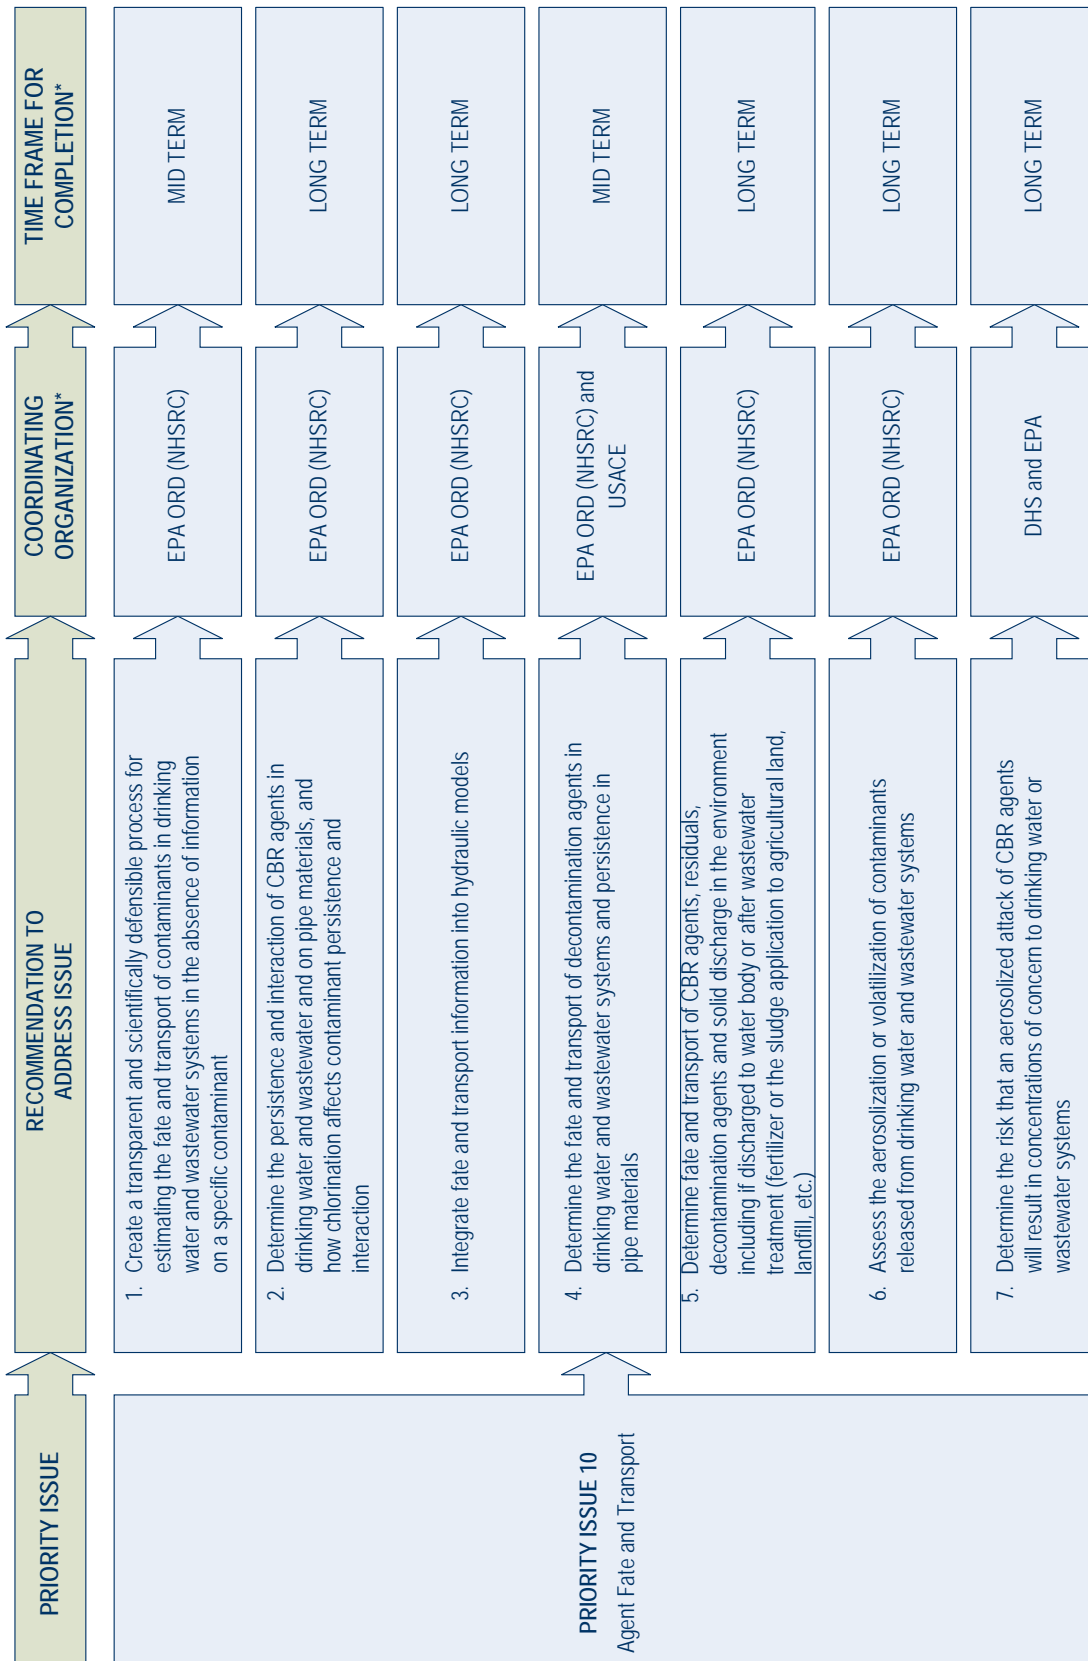 PRIORITY ISSUE
RECOMMENDATION TO
ADDRESS ISSUE
COORDINATING
ORGANIZATION*
TIME FRAME FOR
COMPLETION*
PRIORITY ISSUE 10
Agent Fate and Transport
1. Create a transparent and scientifically defensible process for
estimating the fate and transport of contaminants in drinking
water and wastewater systems in the absence of information
on a specific contaminant
EPA ORD (NHSRC)
MID TERM
2. Determine the persistence and interaction of CBR agents in
drinking water and wastewater and on pipe materials, and
how chlorination affects contaminant persistence and
interaction
EPA ORD (NHSRC)
LONG TERM
3. Integrate fate and transport information into hydraulic models
EPA ORD (NHSRC)
LONG TERM
4. Determine the fate and transport of decontamination agents in
drinking water and wastewater systems and persistence in
pipe materials
EPA ORD (NHSRC) and
USACE
MID TERM
5. Determine fate and transport of CBR agents, residuals,
decontamination agents and solid discharge in the environment
including if discharged to water body or after wastewater
treatment (fertilizer or the sludge application to agricultural land,
landfill, etc.)
EPA ORD (NHSRC)
LONG TERM
6. Assess the aerosolization or volatilization of contaminants
released from drinking water and wastewater systems
EPA ORD (NHSRC)
LONG TERM
7. Determine the risk that an aerosolized attack of CBR agents
will result in concentrations of concern to drinking water or
wastewater systems
DHS and EPA
LONG TERM